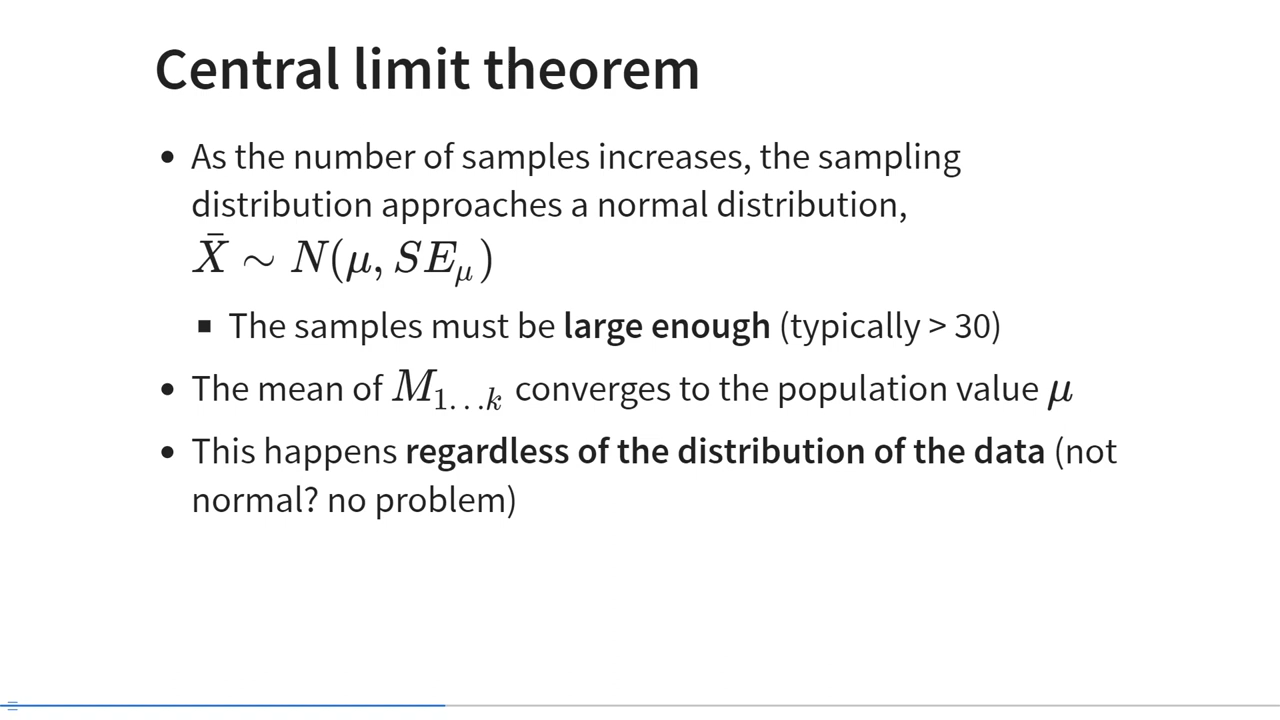 Central limit theorem
• As the number of samples increases, the sampling
distribution approaches a normal distribution,
X̄ ∼ N(μ, SE_μ)
▪ The samples must be large enough (typically > 30)
• The mean of M_{1…k} converges to the population value μ
• This happens regardless of the distribution of the data (not
normal? no problem)